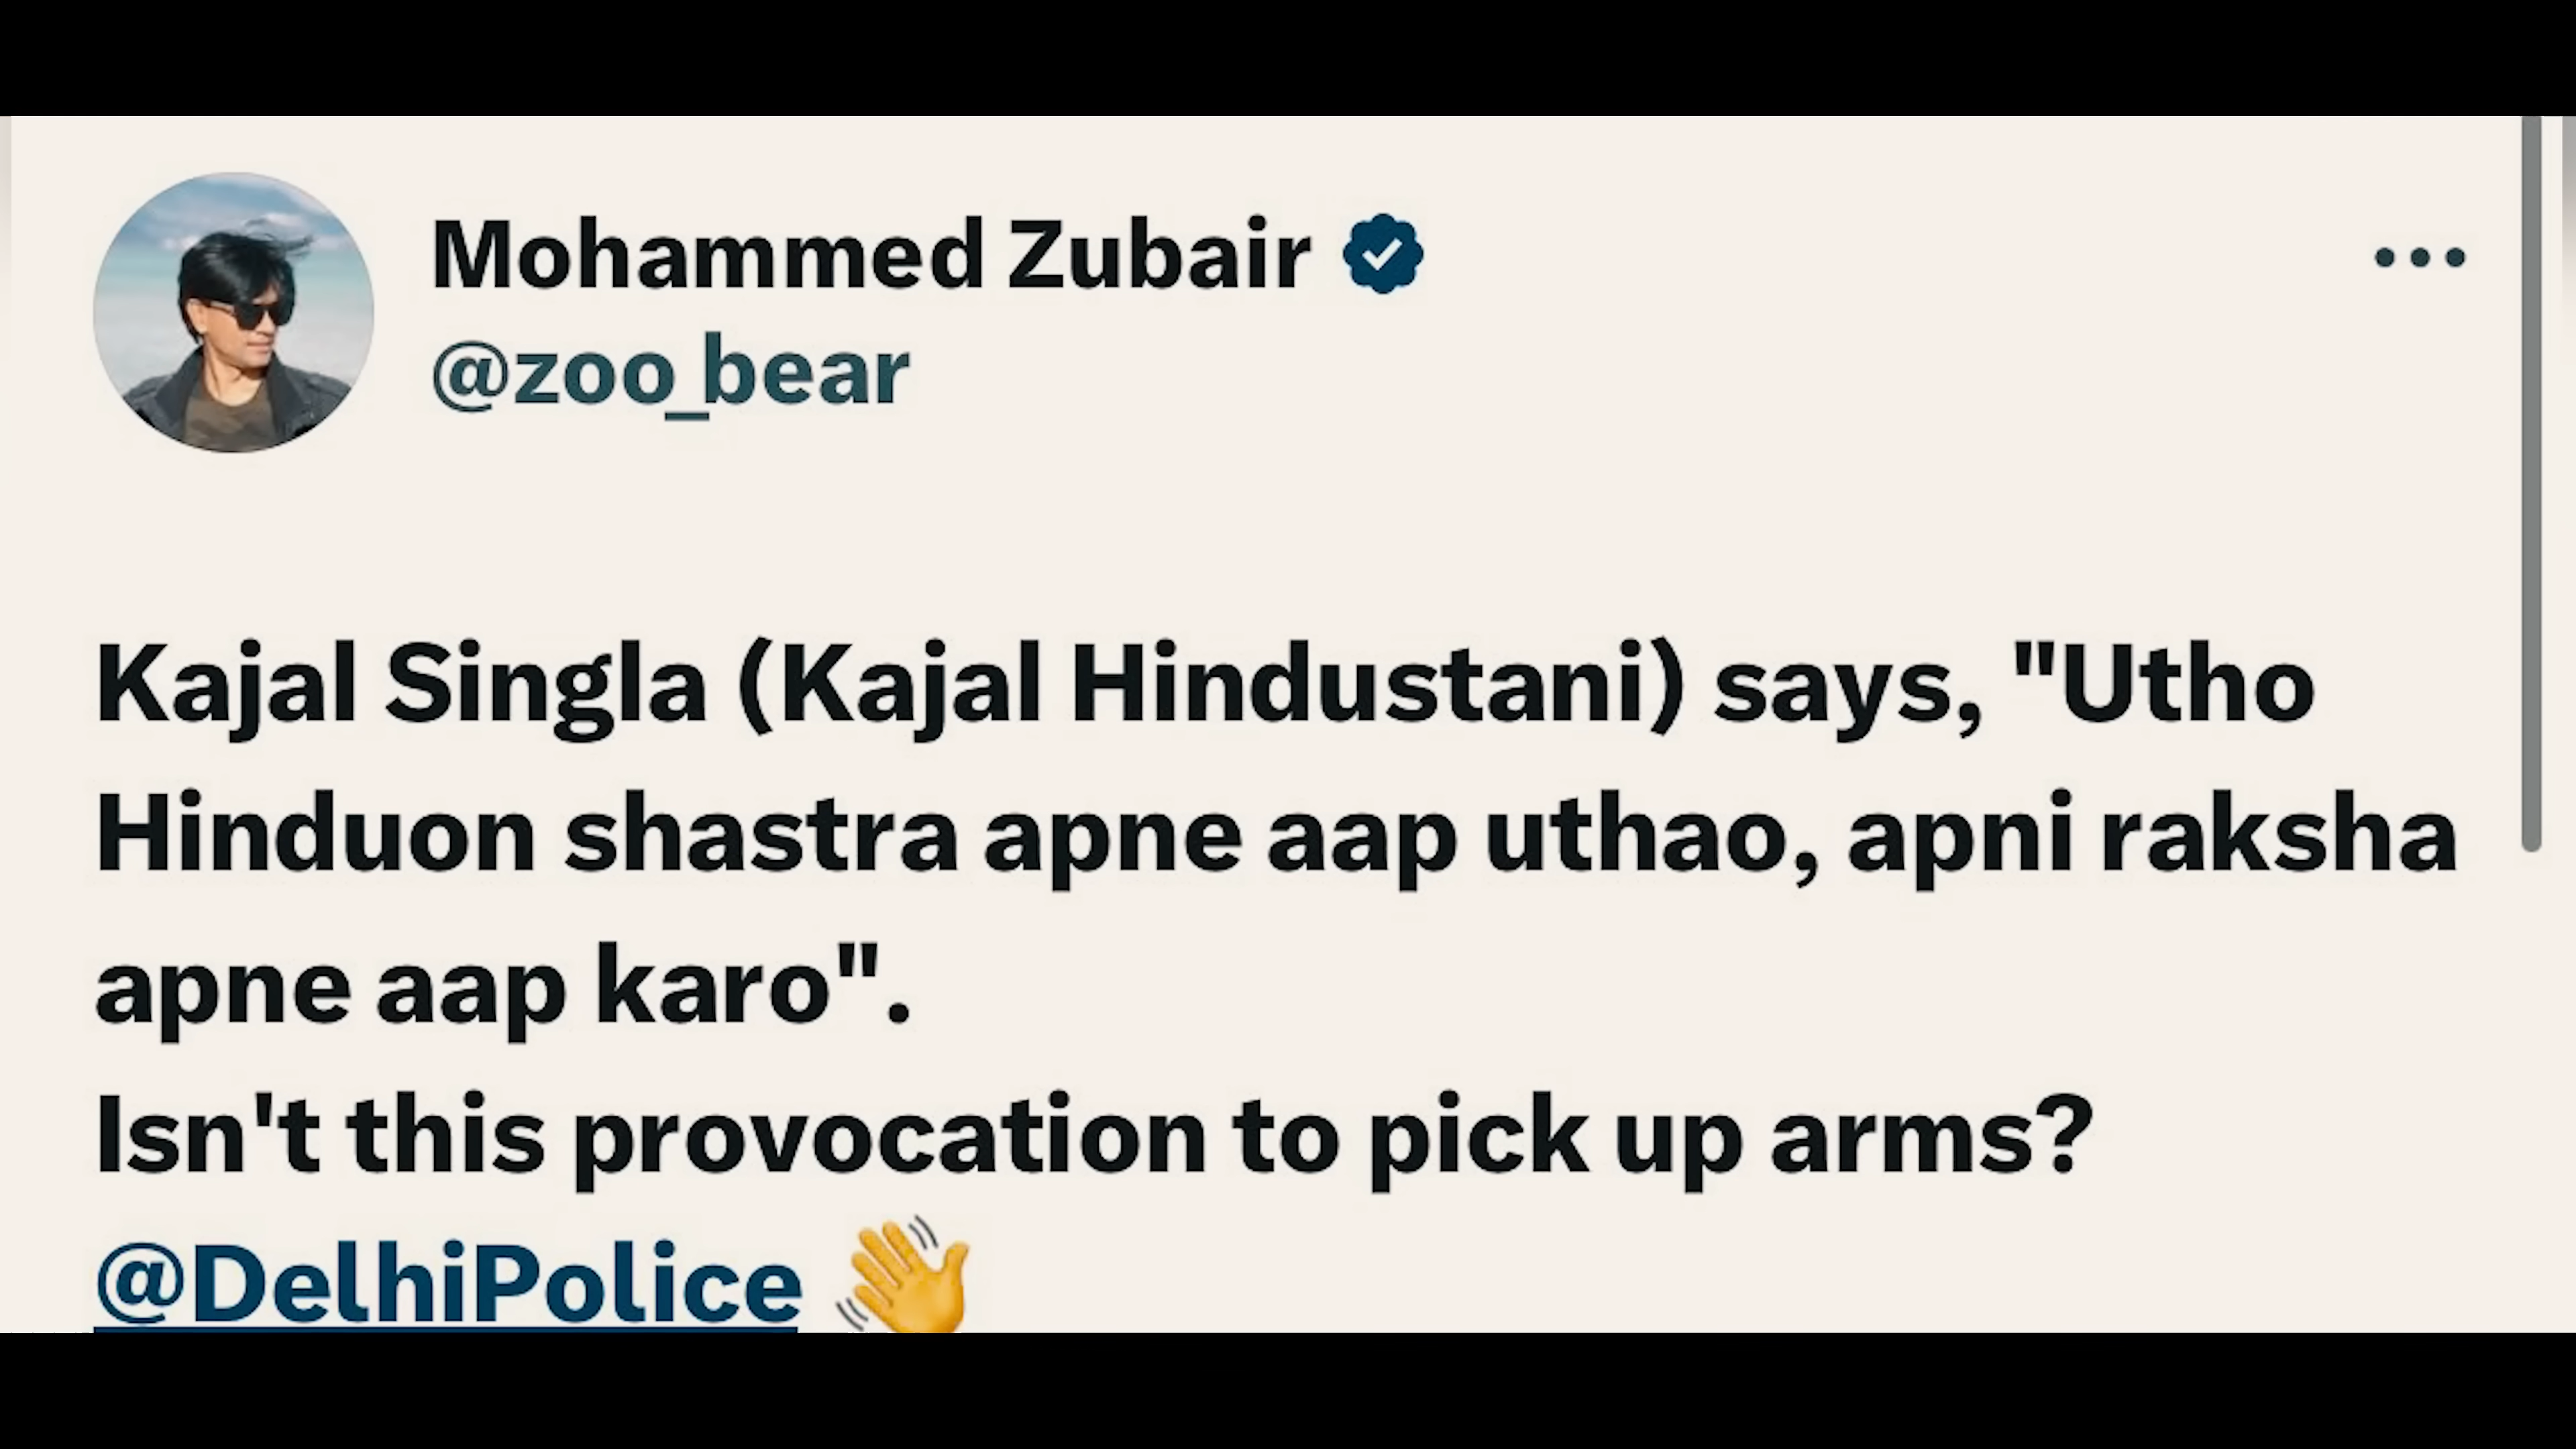 Mohammed Zubair
@zoo_bear
Kajal Singla (Kajal Hindustani) says, "Utho
Hinduon shastra apne aap uthao, apni raksha
apne aap karo".
Isn't this provocation to pick up arms?
@DelhiPolice 👋